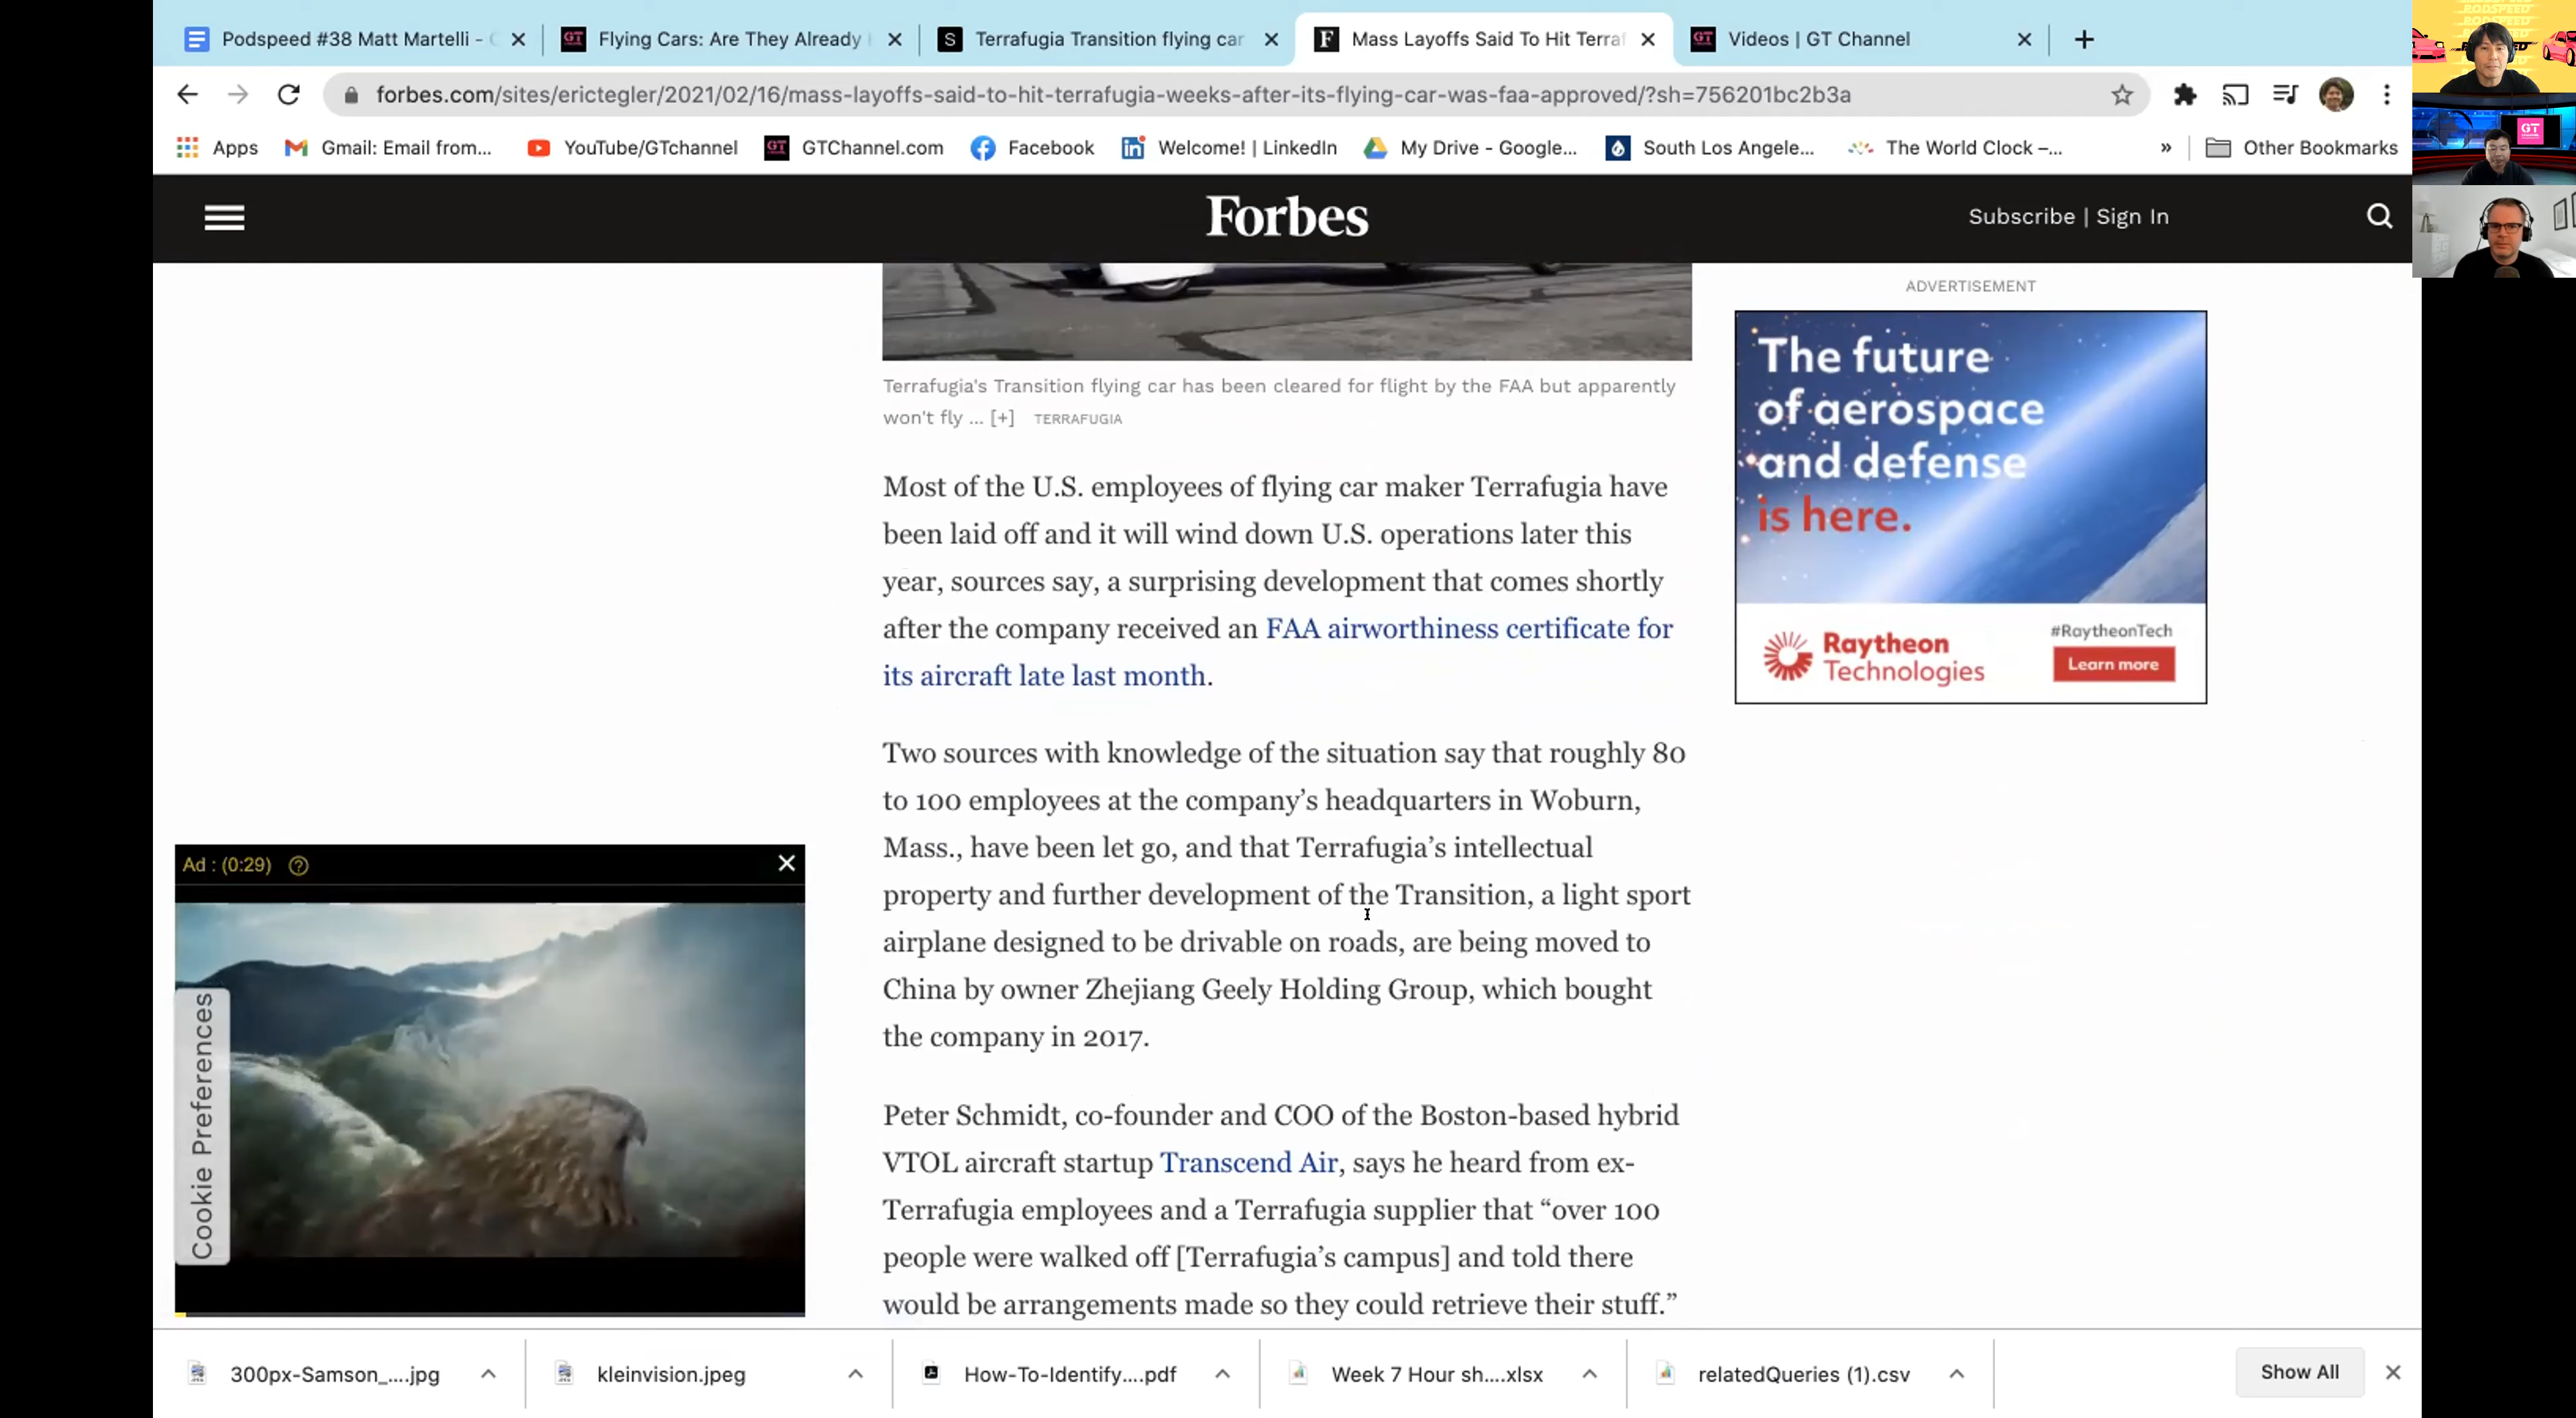 Podspeed #38 Matt Martelli -
Flying Cars: Are They Already
Terrafugia Transition flying car
Mass Layoffs Said To Hit Terraf
Videos | GT Channel
forbes.com/sites/erictegler/2021/02/16/mass-layoffs-said-to-hit-terrafugia-weeks-after-its-flying-car-was-faa-approved/?sh=756201bc2b3a
Apps
Gmail: Email from...
YouTube/GTchannel
GTChannel.com
Facebook
Welcome! | LinkedIn
My Drive - Google...
South Los Angele...
The World Clock –...
»
Other Bookmarks
Forbes
Subscribe | Sign In
PODSPEED
GT
ADVERTISEMENT
The future
of aerospace
and defense
is here.
Raytheon
Technologies
#RaytheonTech
Learn more
Terrafugia's Transition flying car has been cleared for flight by the FAA but apparently
won't fly ... [+] TERRAFUGIA
Most of the U.S. employees of flying car maker Terrafugia have
been laid off and it will wind down U.S. operations later this
year, sources say, a surprising development that comes shortly
after the company received an FAA airworthiness certificate for
its aircraft late last month.
Two sources with knowledge of the situation say that roughly 80
to 100 employees at the company's headquarters in Woburn,
Mass., have been let go, and that Terrafugia's intellectual
property and further development of the Transition, a light sport
airplane designed to be drivable on roads, are being moved to
China by owner Zhejiang Geely Holding Group, which bought
the company in 2017.
Peter Schmidt, co-founder and COO of the Boston-based hybrid
VTOL aircraft startup Transcend Air, says he heard from ex-
Terrafugia employees and a Terrafugia supplier that “over 100
people were walked off [Terrafugia's campus] and told there
would be arrangements made so they could retrieve their stuff.”
Ad : (0:29)
Cookie Preferences
300px-Samson_....jpg
kleinvision.jpeg
How-To-Identify....pdf
Week 7 Hour sh....xlsx
relatedQueries (1).csv
Show All